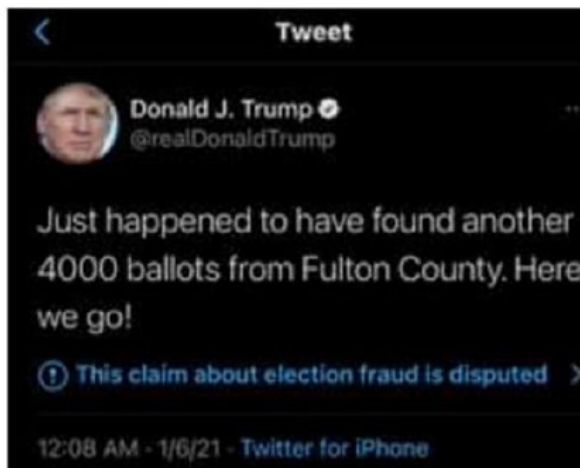 Tweet
Donald J. Trump
@realDonaldTrump
Just happened to have found another
4000 ballots from Fulton County. Here
we go!
This claim about election fraud is disputed
12:08 AM · 1/6/21 · Twitter for iPhone